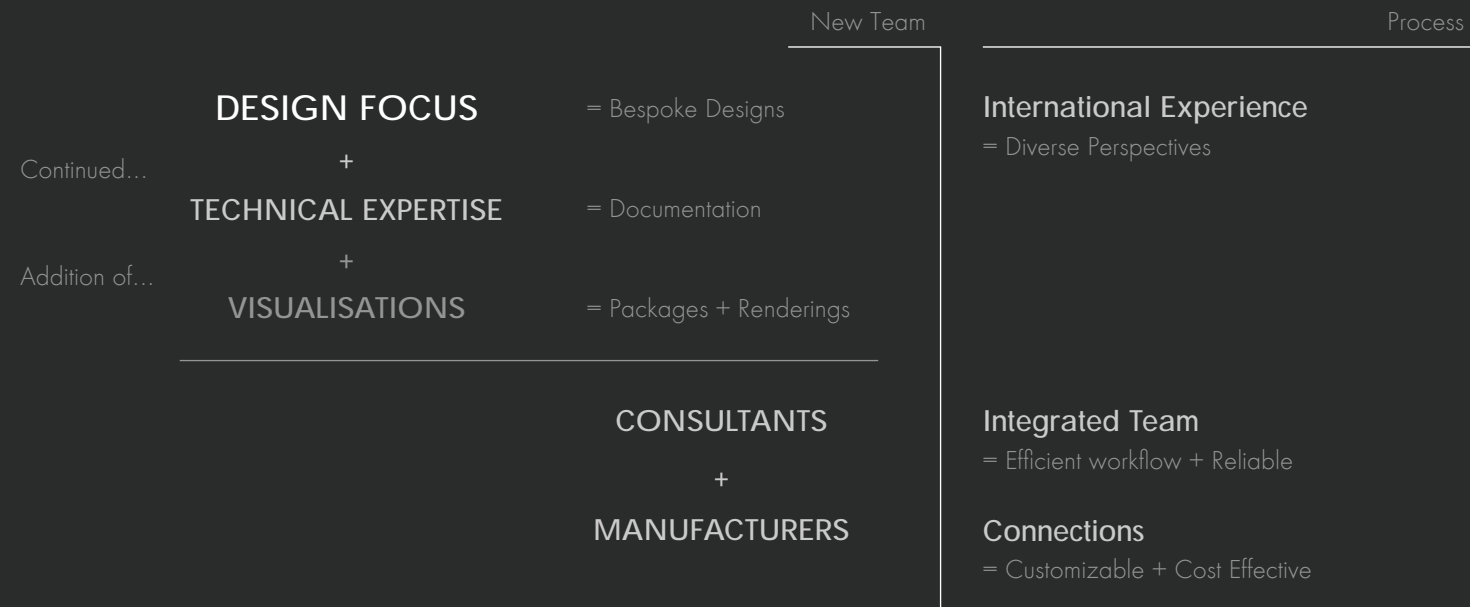 New Team
Process
DESIGN FOCUS
= Bespoke Designs
Continued...
+
TECHNICAL EXPERTISE
= Documentation
Addition of...
+
VISUALISATIONS
= Packages + Renderings
CONSULTANTS
+
MANUFACTURERS
International Experience
= Diverse Perspectives
Integrated Team
= Efficient workflow + Reliable
Connections
= Customizable + Cost Effective